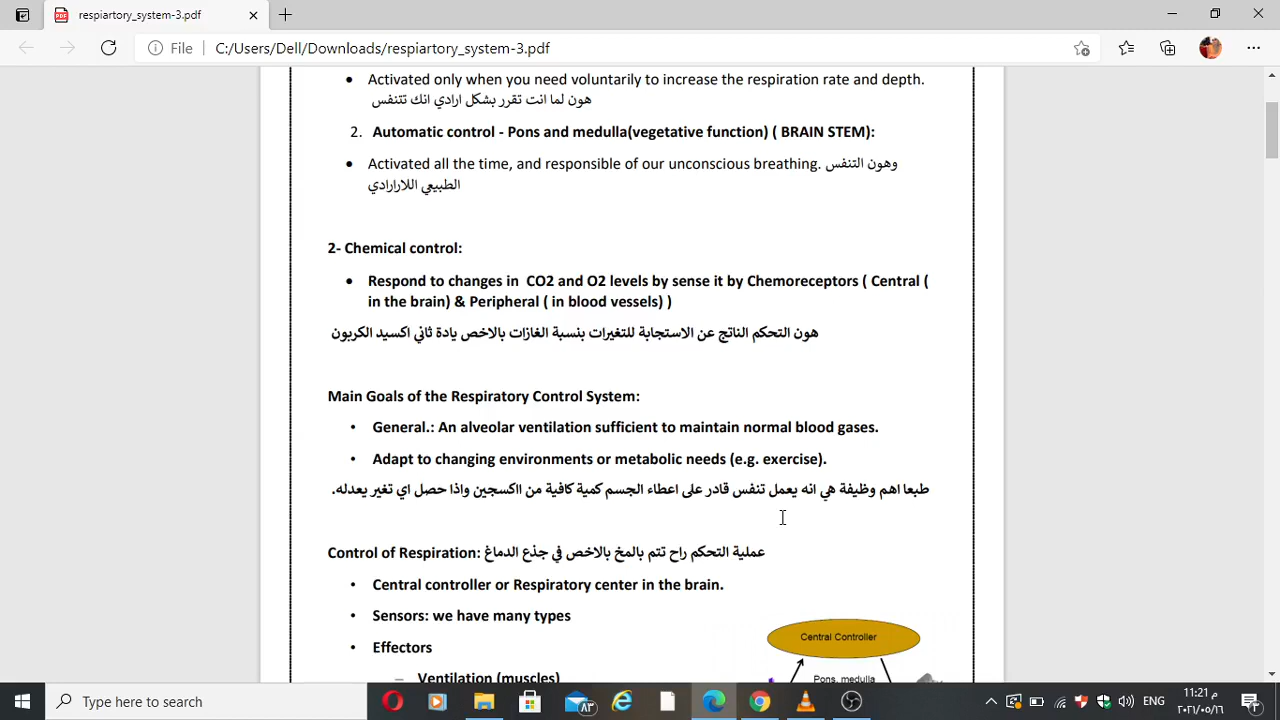 respiartory_system-3.pdf
File
C:/Users/Dell/Downloads/respiartory_system-3.pdf
• Activated only when you need voluntarily to increase the respiration rate and depth.
هون لما انت تقرر بشكل ارادي انك تتنفس
2. Automatic control - Pons and medulla(vegetative function) ( BRAIN STEM):
• Activated all the time, and responsible of our unconscious breathing. وهون التنفس
الطبيعي اللارارادي
2- Chemical control:
• Respond to changes in CO2 and O2 levels by sense it by Chemoreceptors ( Central (
in the brain) & Peripheral ( in blood vessels) )
هون التحكم الناتج عن الاستجابة للتغيرات بنسبة الغازات بالاخص يادة ثاني اكسيد الكربون
Main Goals of the Respiratory Control System:
• General.: An alveolar ventilation sufficient to maintain normal blood gases.
• Adapt to changing environments or metabolic needs (e.g. exercise).
طبعا اهم وظيفة هي انه يعمل تنفس قادر على اعطاء الجسم كمية كافية من ااكسجين واذا حصل اي تغير يعدله.
Control of Respiration: عملية التحكم راح تتم بالمخ بالاخص في جذع الدماغ
• Central controller or Respiratory center in the brain.
• Sensors: we have many types
• Effectors
– Ventilation (muscles)
Central Controller
Pons, medulla
Type here to search
٨٣
ENG
١١:٢١ م
٢٠٢١/٠٥/٢٦